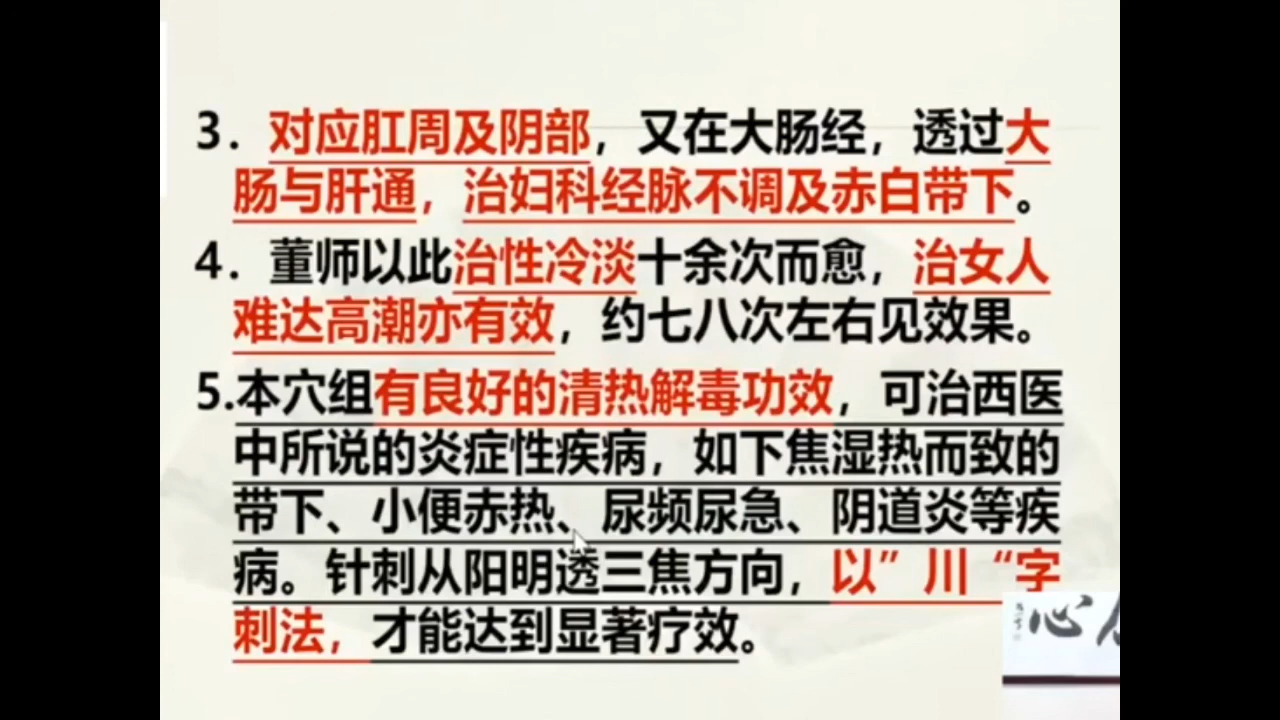 3．对应肛周及阴部，又在大肠经，透过大
肠与肝通，治妇科经脉不调及赤白带下。
4．董师以此治性冷淡十余次而愈，治女人
难达高潮亦有效，约七八次左右见效果。
5.本穴组有良好的清热解毒功效，可治西医
中所说的炎症性疾病，如下焦湿热而致的
带下、小便赤热、尿频尿急、阴道炎等疾
病。针刺从阳明透三焦方向，以”川“字
刺法，才能达到显著疗效。
心